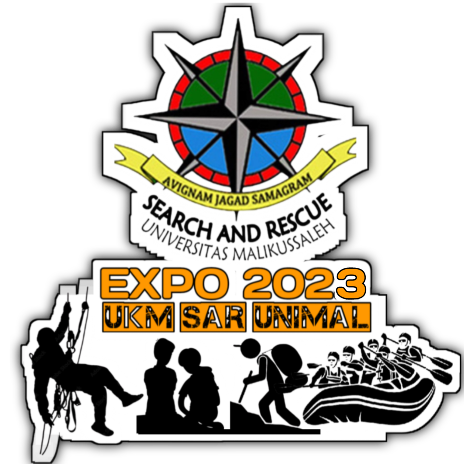 AVIGNAM JAGAD SAMAGRAM
SEARCH AND RESCUE
UNIVERSITAS MALIKUSSALEH
EXPO 2023
UKM SAR UNIMAL